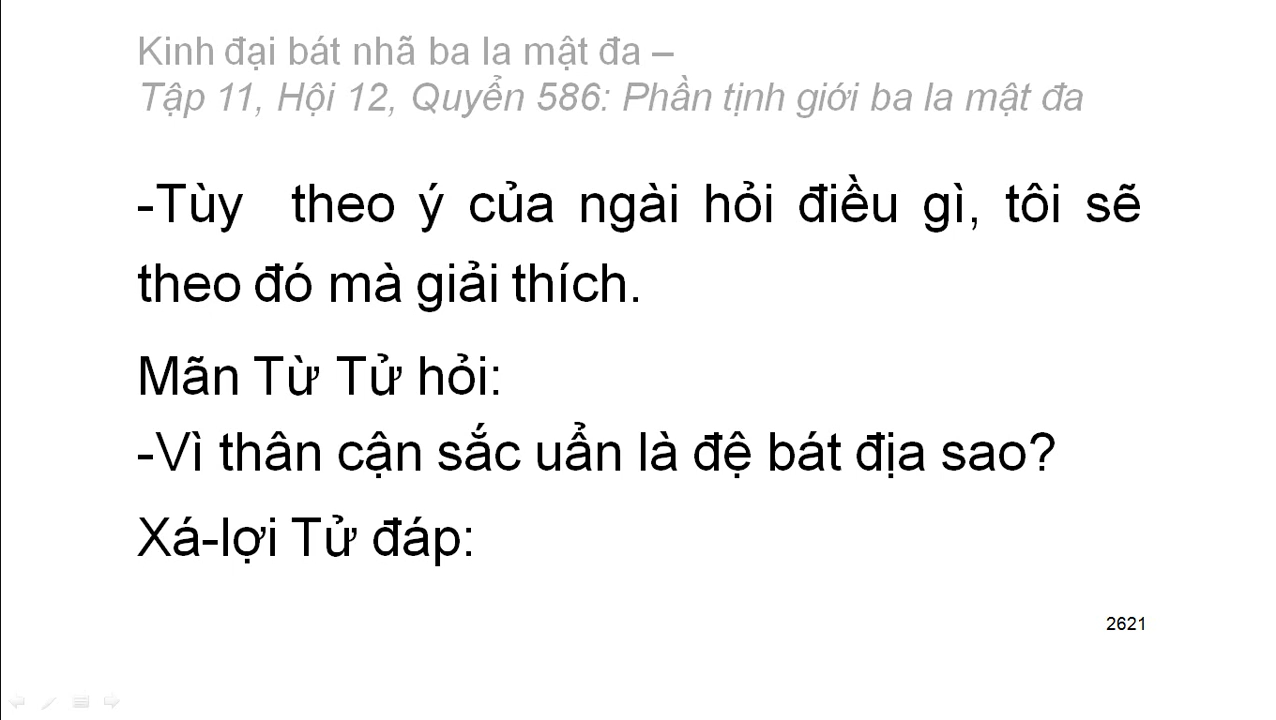 Kinh đại bát nhã ba la mật đa –
Tập 11, Hội 12, Quyển 586: Phần tịnh giới ba la mật đa
-Tùy theo ý của ngài hỏi điều gì, tôi sẽ
theo đó mà giải thích.
Mãn Từ Tử hỏi:
-Vì thân cận sắc uẩn là đệ bát địa sao?
Xá-lợi Tử đáp:
2621